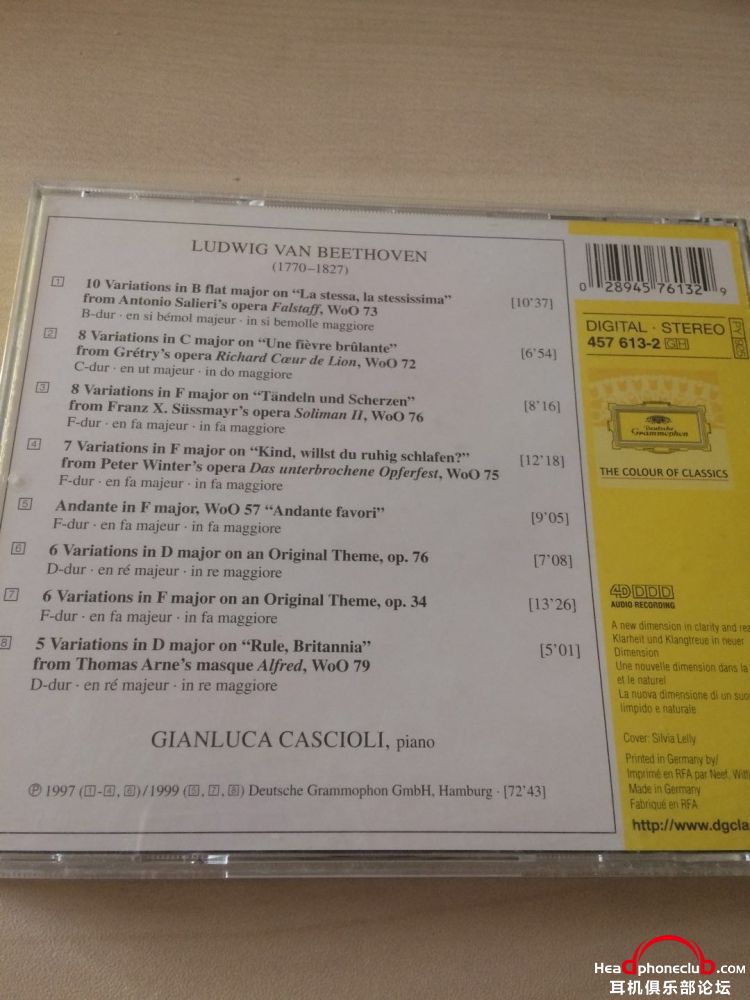 LUDWIG VAN BEETHOVEN
(1770–1827)
1 10 Variations in B flat major on “La stessa, la stessissima” [10'37]
from Antonio Salieri's opera Falstaff, WoO 73
B-dur · en si bémol majeur · in si bemolle maggiore
2 8 Variations in C major on “Une fièvre brûlante” [6'54]
from Grétry's opera Richard Cœur de Lion, WoO 72
C-dur · en ut majeur · in do maggiore
3 8 Variations in F major on “Tändeln und Scherzen” [8'16]
from Franz X. Süssmayr's opera Soliman II, WoO 76
F-dur · en fa majeur · in fa maggiore
4 7 Variations in F major on “Kind, willst du ruhig schlafen?” [12'18]
from Peter Winter's opera Das unterbrochene Opferfest, WoO 75
F-dur · en fa majeur · in fa maggiore
5 Andante in F major, WoO 57 “Andante favori” [9'05]
F-dur · en fa majeur · in fa maggiore
6 6 Variations in D major on an Original Theme, op. 76 [7'08]
D-dur · en ré majeur · in re maggiore
7 6 Variations in F major on an Original Theme, op. 34 [13'26]
F-dur · en fa majeur · in fa maggiore
8 5 Variations in D major on “Rule, Britannia” [5'01]
from Thomas Arne's masque Alfred, WoO 79
D-dur · en ré majeur · in re maggiore
GIANLUCA CASCIOLI, piano
℗ 1997 (1-4, 6)/1999 (5, 7, 8) Deutsche Grammophon GmbH, Hamburg · [72'43]
0 28945 76132 9
DIGITAL · STEREO
457 613-2 GH
PY 925
Deutsche
Grammophon
THE COLOUR OF CLASSICS
4D DDD
AUDIO RECORDING
A new dimension in clarity and rea
Klarheit und Klangtreue in neuer
Dimension
Une nouvelle dimension dans la
et le naturel
La nuova dimensione di un suo
limpido e naturale
Cover: Silvia Lelly
Printed in Germany by/
Imprimé en RFA par Neef, Witt
Made in Germany
Fabriqué en RFA
http://www.dgcla
Headphoneclub.com
耳机俱乐部论坛